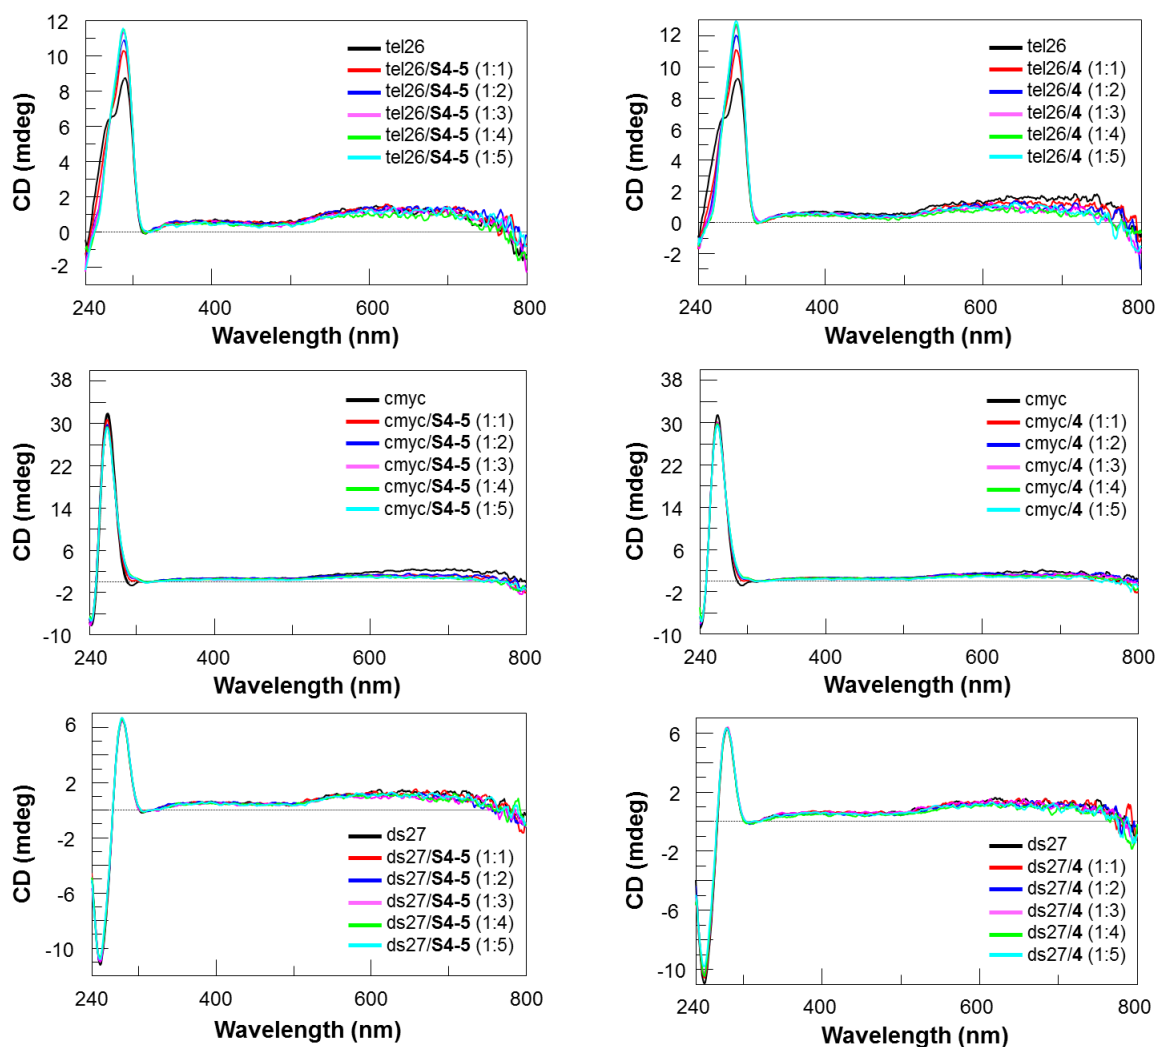 12
10
8
6
4
2
0
-2
CD (mdeg)
tel26
tel26/S4-5 (1:1)
tel26/S4-5 (1:2)
tel26/S4-5 (1:3)
tel26/S4-5 (1:4)
tel26/S4-5 (1:5)
240
400
600
800
Wavelength (nm)
12
10
8
6
4
2
0
-2
CD (mdeg)
tel26
tel26/4 (1:1)
tel26/4 (1:2)
tel26/4 (1:3)
tel26/4 (1:4)
tel26/4 (1:5)
240
400
600
800
Wavelength (nm)
38
30
22
14
6
-2
-10
CD (mdeg)
cmyc
cmyc/S4-5 (1:1)
cmyc/S4-5 (1:2)
cmyc/S4-5 (1:3)
cmyc/S4-5 (1:4)
cmyc/S4-5 (1:5)
240
400
600
800
Wavelength (nm)
38
30
22
14
6
-2
-10
CD (mdeg)
cmyc
cmyc/4 (1:1)
cmyc/4 (1:2)
cmyc/4 (1:3)
cmyc/4 (1:4)
cmyc/4 (1:5)
240
400
600
800
Wavelength (nm)
6
2
-2
-6
-10
CD (mdeg)
ds27
ds27/S4-5 (1:1)
ds27/S4-5 (1:2)
ds27/S4-5 (1:3)
ds27/S4-5 (1:4)
ds27/S4-5 (1:5)
240
400
600
800
Wavelength (nm)
6
2
-2
-6
-10
CD (mdeg)
ds27
ds27/4 (1:1)
ds27/4 (1:2)
ds27/4 (1:3)
ds27/4 (1:4)
ds27/4 (1:5)
240
400
600
800
Wavelength (nm)